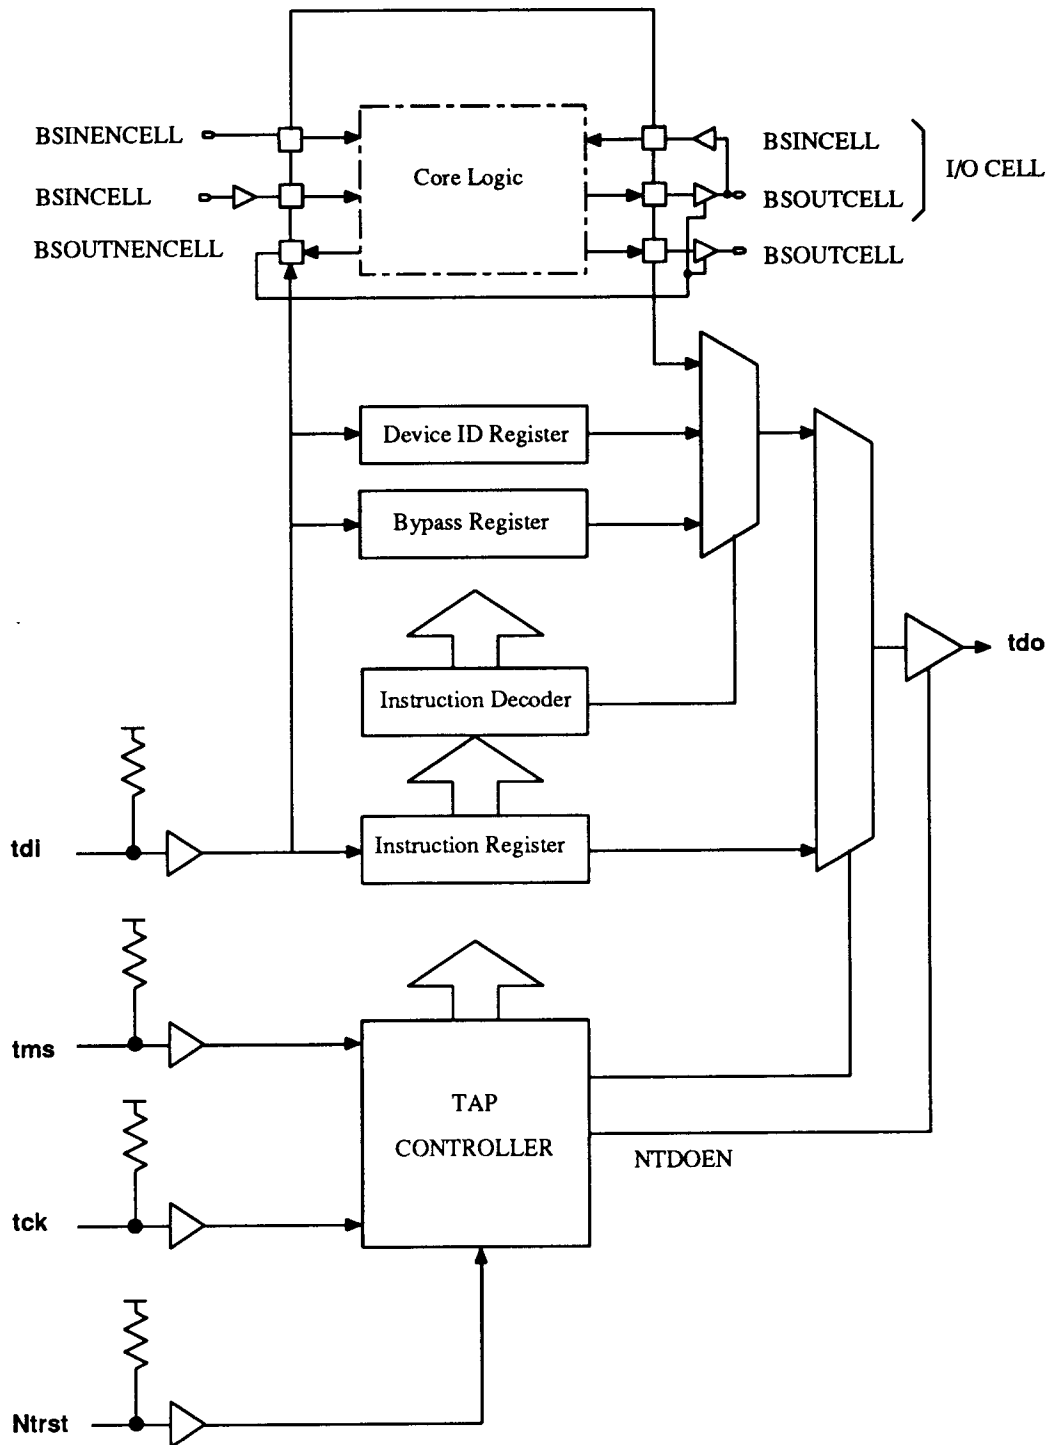 BSINENCELL
BSINCELL
BSOUTNENCELL
Core Logic
BSINCELL
BSOUTCELL
BSOUTCELL
I/O CELL
Device ID Register
Bypass Register
Instruction Decoder
tdo
tdi
Instruction Register
tms
TAP
CONTROLLER
NTDOEN
tck
Ntrst